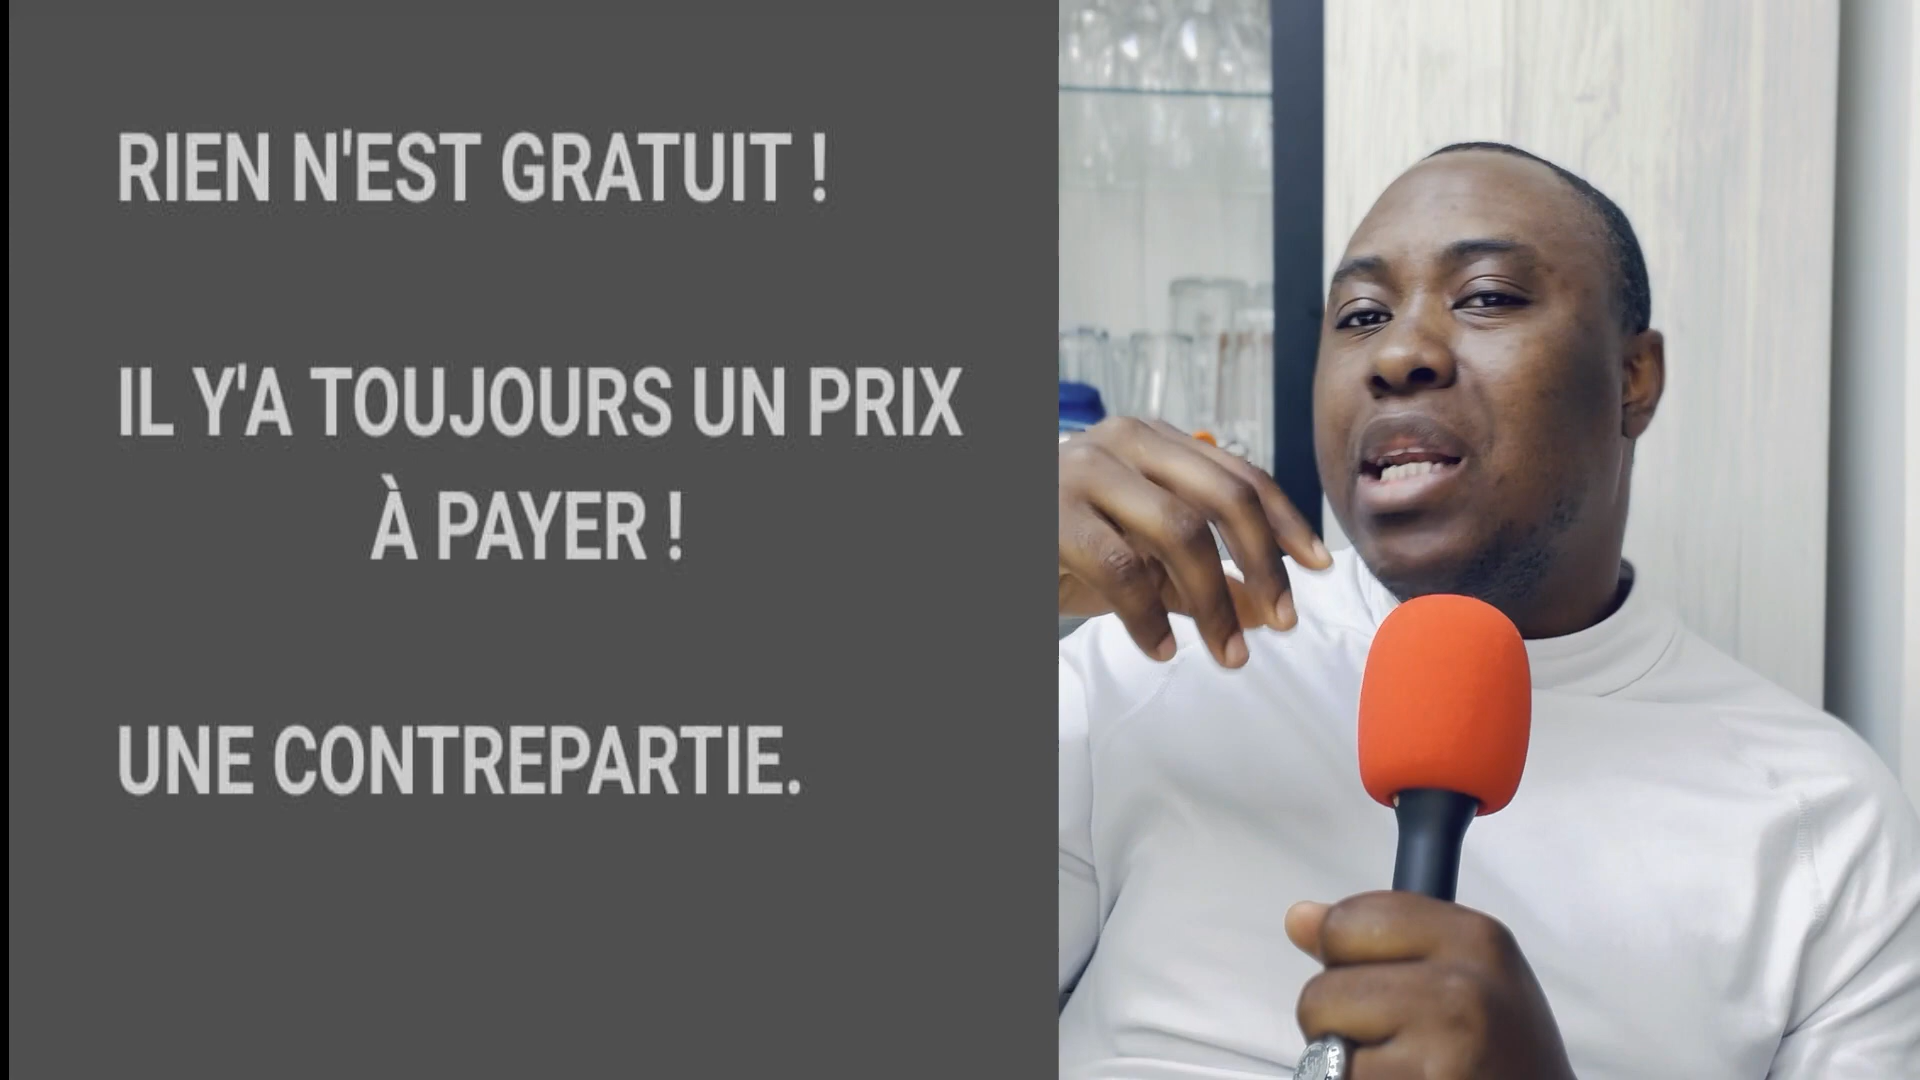 RIEN N'EST GRATUIT !
IL Y'A TOUJOURS UN PRIX
À PAYER !
UNE CONTREPARTIE.